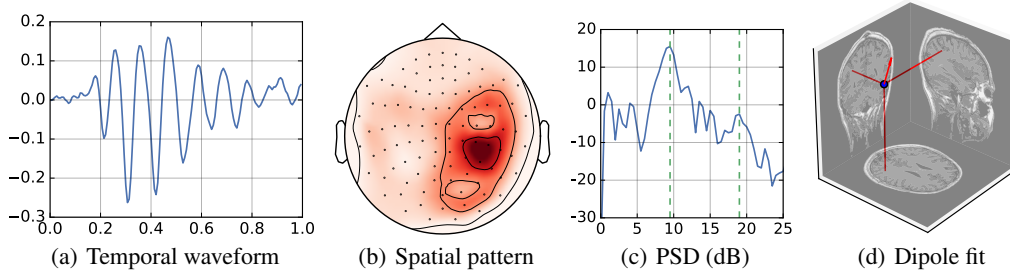 0.2
0.1
0.0
−0.1
−0.2
−0.3
0.0 0.2 0.4 0.6 0.8 1.0
(a) Temporal waveform
(b) Spatial pattern
20
10
0
−10
−20
−30
0 5 10 15 20 25
(c) PSD (dB)
(d) Dipole fit